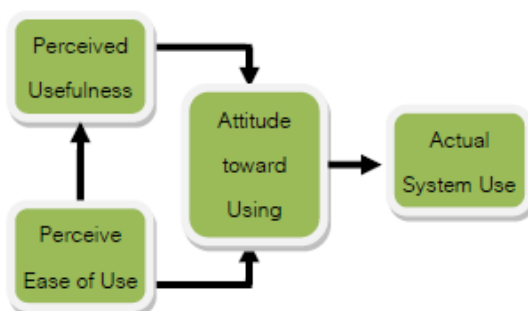 Perceived
Usefulness
Attitude
toward
Using
Actual
System Use
Perceive
Ease of Use